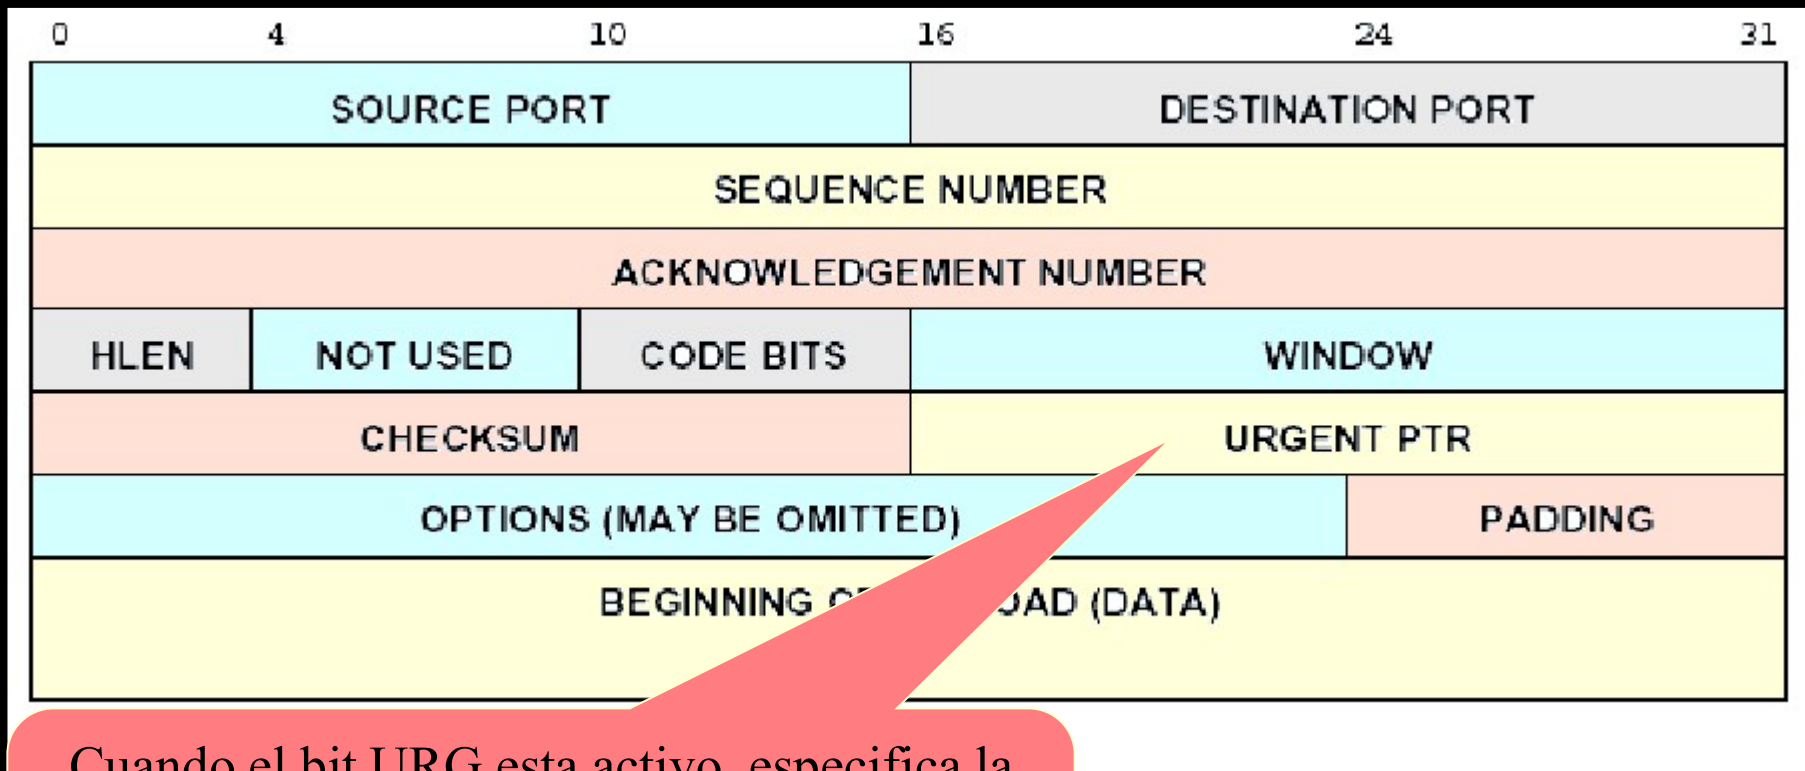 0 4 10 16 24 31
SOURCE PORT DESTINATION PORT
SEQUENCE NUMBER
ACKNOWLEDGEMENT NUMBER
HLEN NOT USED CODE BITS WINDOW
CHECKSUM URGENT PTR
OPTIONS (MAY BE OMITTED) PADDING
BEGINNING (DATA)
Cuando el bit URG esta activo, especifica la